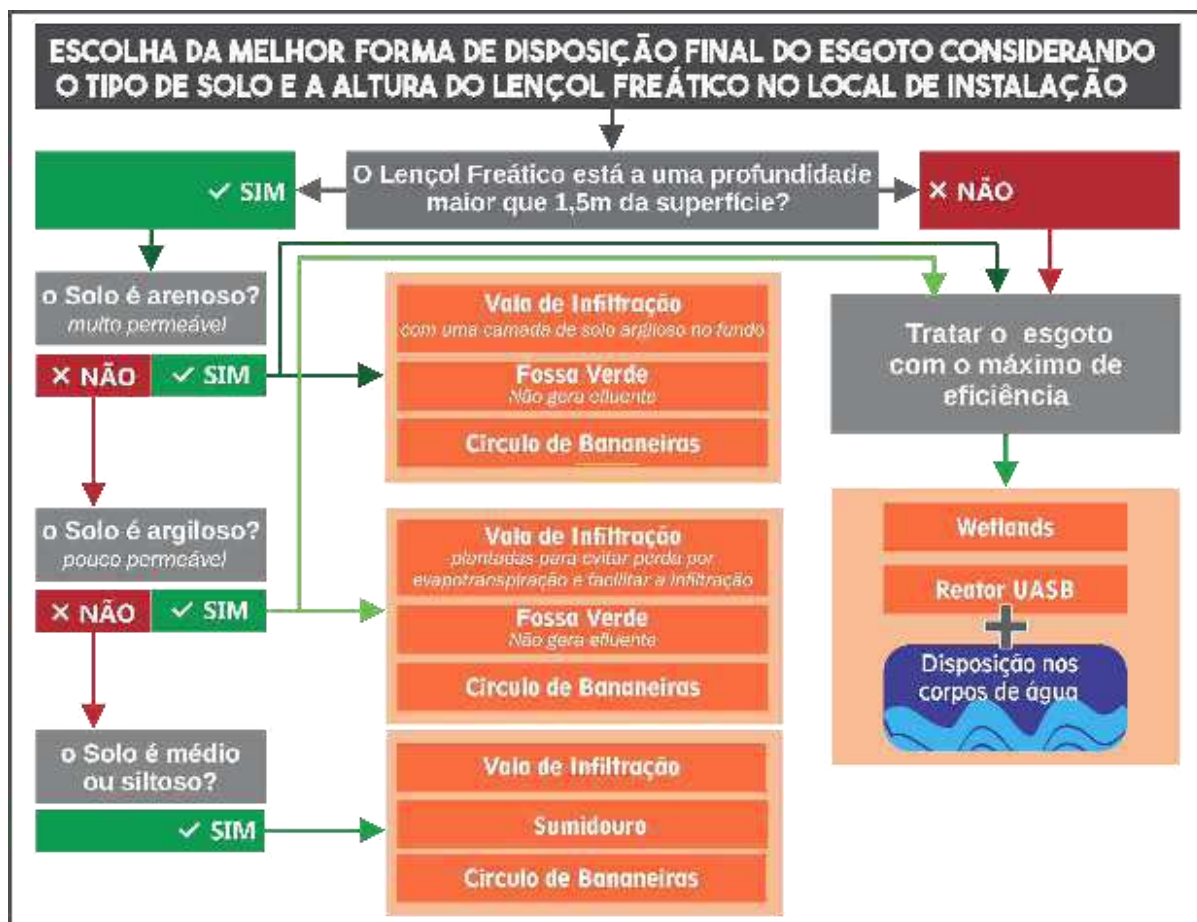 ESCOLHA DA MELHOR FORMA DE DISPOSIÇÃO FINAL DO ESGOTO CONSIDERANDO
O TIPO DE SOLO E A ALTURA DO LENÇOL FREÁTICO NO LOCAL DE INSTALAÇÃO
✓ SIM
O Lençol Freático está a uma profundidade
maior que 1,5m da superfície?
✕ NÃO
o Solo é arenoso?
muito permeável
✕ NÃO
✓ SIM
Vala de Infiltração
com uma camada de solo argiloso no fundo
Fossa Verde
Não gera efluente
Círculo de Bananeiras
Tratar o esgoto
com o máximo de
eficiência
o Solo é argiloso?
pouco permeável
✕ NÃO
✓ SIM
Vala de Infiltração
plantadas para evitar perda por
evapotranspiração e facilitar a infiltração
Fossa Verde
Não gera efluente
Círculo de Bananeiras
Wetlands
Reator UASB
+
Disposição nos
corpos de água
o Solo é médio
ou siltoso?
✓ SIM
Vala de Infiltração
Sumidouro
Círculo de Bananeiras